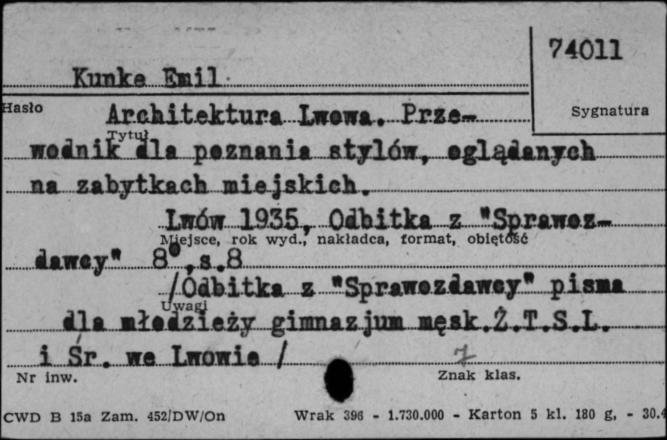 74011
Kunke Emil
Hasło
Architektura Lwowa. Prze-
Sygnatura
Tytuł
wodnik dla poznania stylów, oglądanych
na zabytkach miejskich.
Lwów 1935, Odbitka z "Sprawoz-
Miejsce, rok wyd., nakładca, format, objętość
dawcy" 8°, s.8
/Odbitka z "Sprawozdawcy" pisma
Uwagi
dla młodzieży gimnazjum męsk.Ż.T.S.L.
i Śr. we Lwowie /
7
Nr inw.
Znak klas.
CWD B 15a Zam. 452/DW/On Wrak 396 - 1.730.000 - Karton 5 kl. 180 g, - 30.4